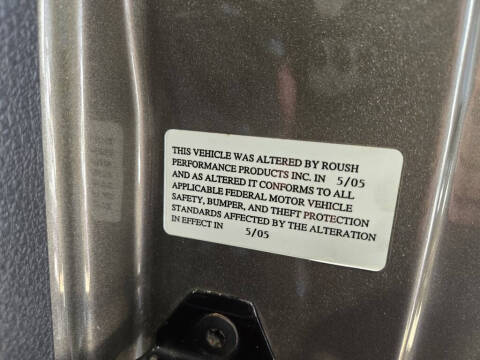 THIS VEHICLE WAS ALTERED BY ROUSH
PERFORMANCE PRODUCTS INC. IN 5/05
AND AS ALTERED IT CONFORMS TO ALL
APPLICABLE FEDERAL MOTOR VEHICLE
SAFETY, BUMPER, AND THEFT PROTECTION
STANDARDS AFFECTED BY THE ALTERATION
IN EFFECT IN 5/05